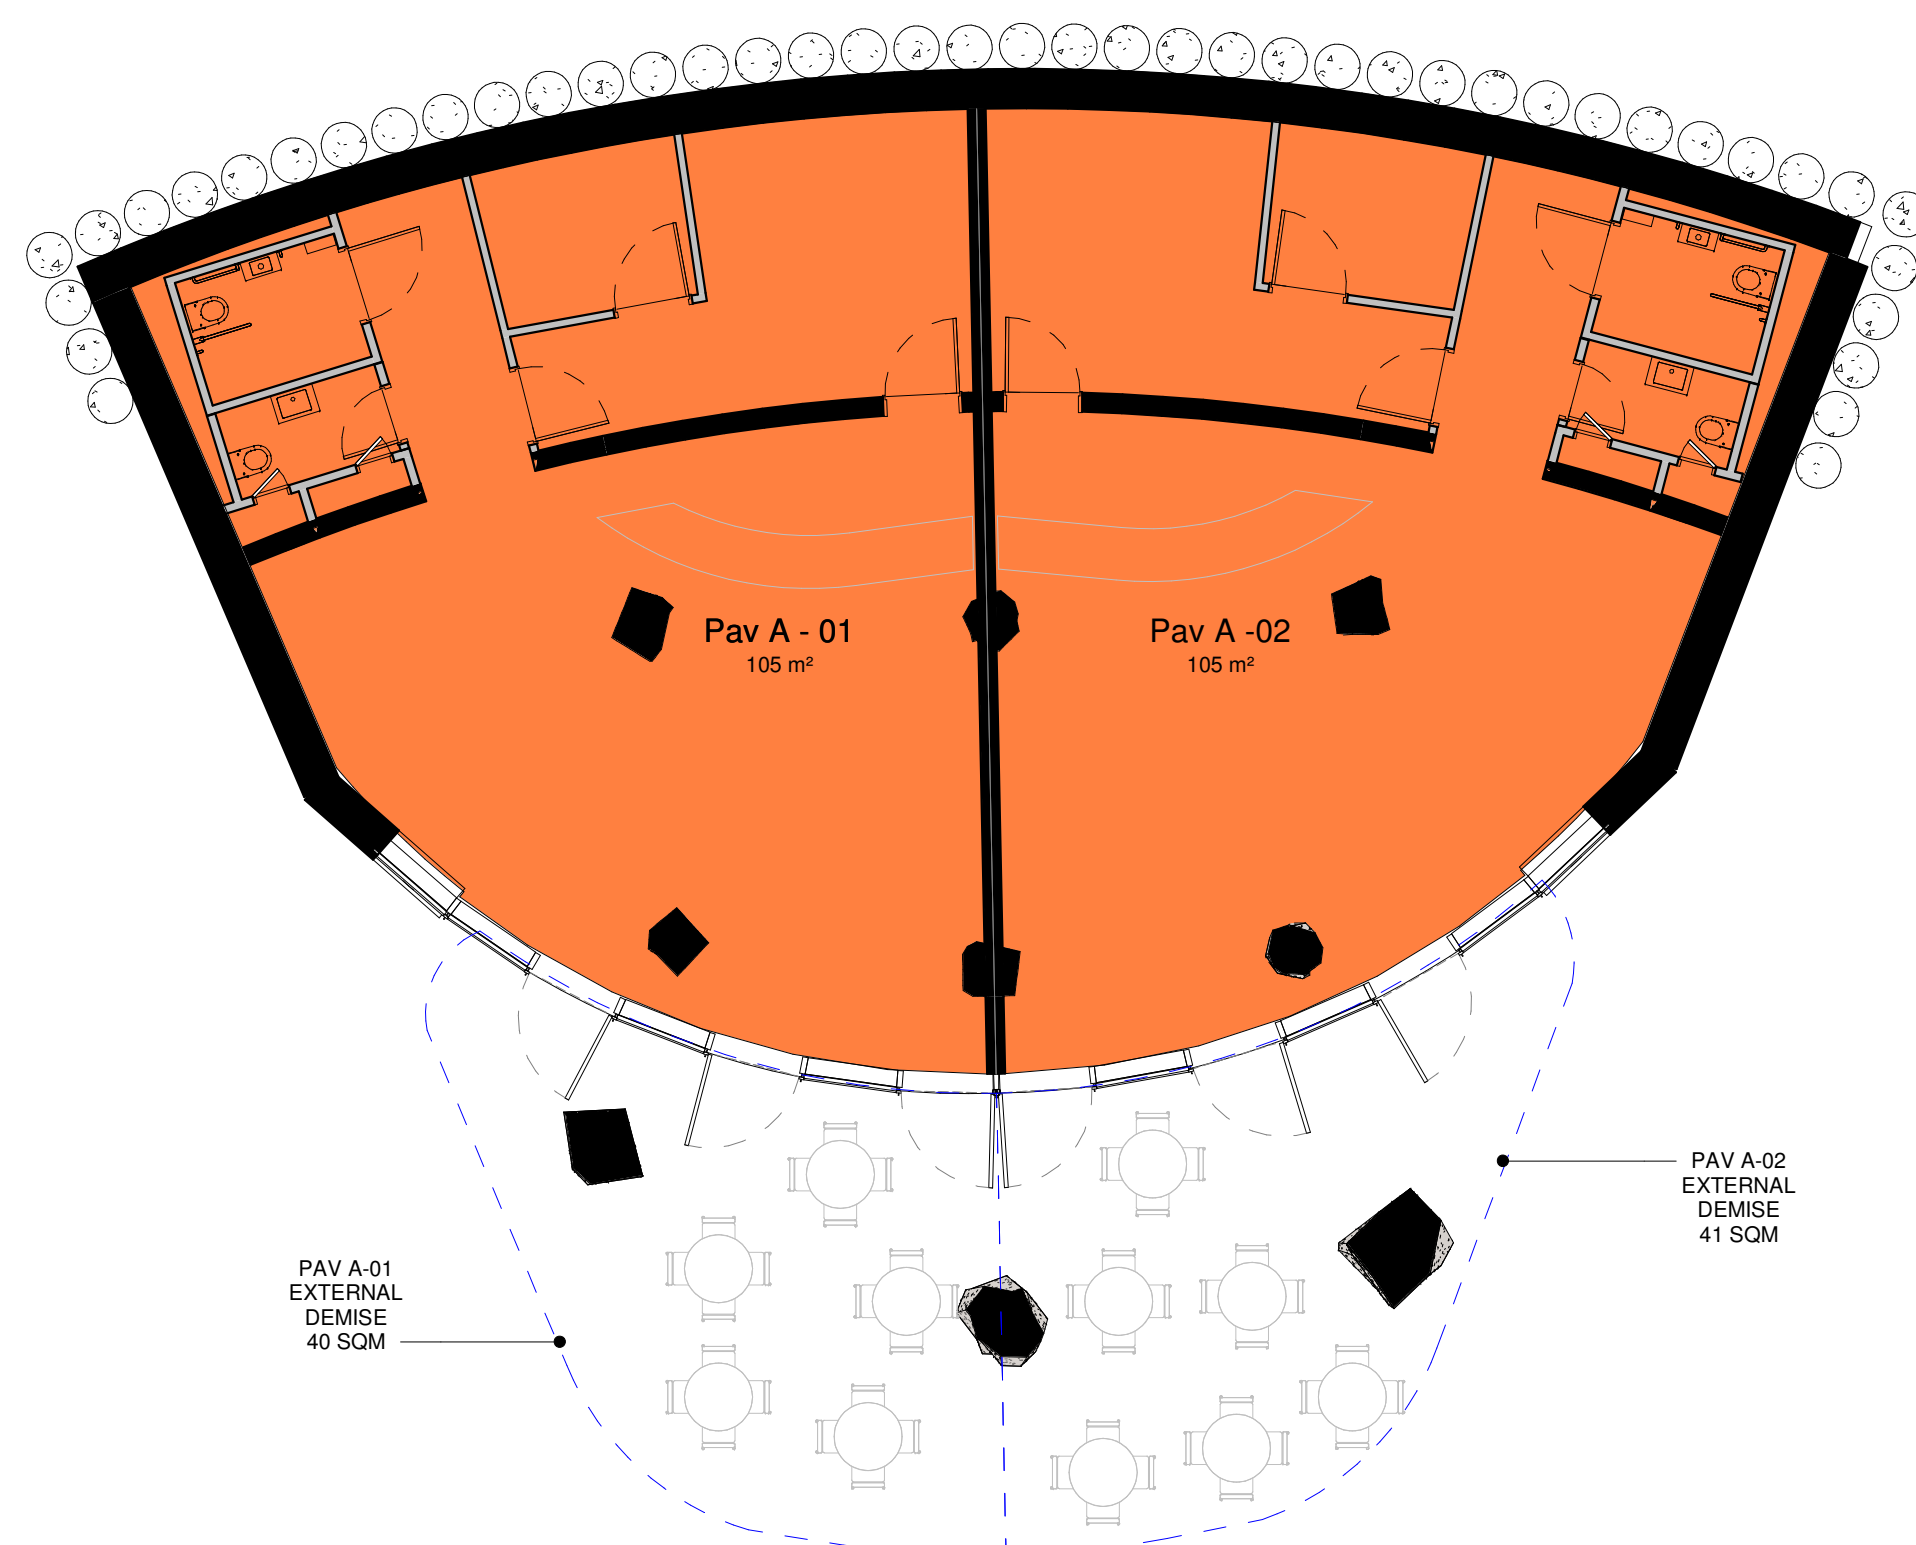 Pav A - 01
105 m²
Pav A -02
105 m²
PAV A-02
EXTERNAL
DEMISE
41 SQM
PAV A-01
EXTERNAL
DEMISE
40 SQM